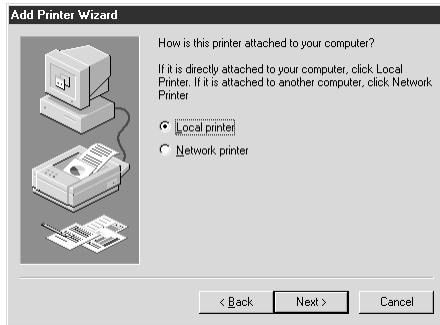 Add Printer Wizard
How is this printer attached to your computer?
If it is directly attached to your computer, click Local
Printer. If it is attached to another computer, click Network
Printer
Local printer
Network printer
< Back Next > Cancel